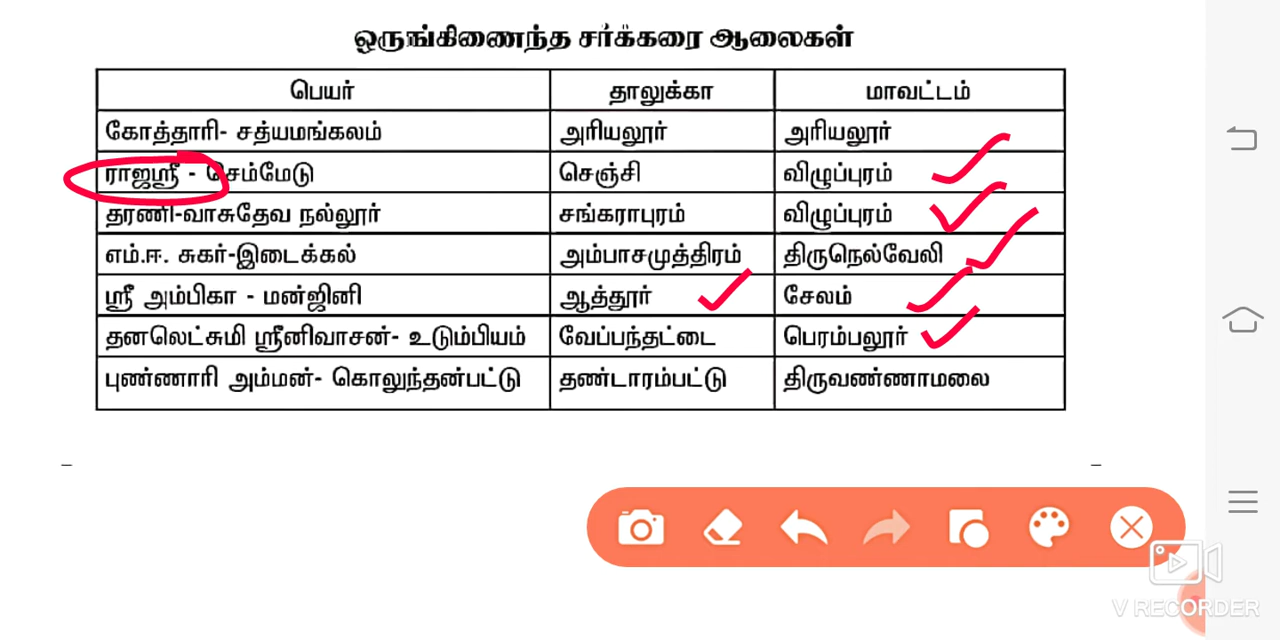 ஒருங்கிணைந்த சர்க்கரை ஆலைகள்
பெயர் தாலுக்கா மாவட்டம்
கோத்தாரி- சத்யமங்கலம் அரியலூர் அரியலூர்
ராஜஸ்ரீ - செம்மேடு செஞ்சி விழுப்புரம்
தரணி-வாசுதேவ நல்லூர் சங்கராபுரம் விழுப்புரம்
எம்.ஈ. சுகர்-இடைக்கல் அம்பாசமுத்திரம் திருநெல்வேலி
ஸ்ரீ அம்பிகா - மன்ஜினி ஆத்தூர் சேலம்
தனலெட்சுமி ஸ்ரீனிவாசன்- உடும்பியம் வேப்பந்தட்டை பெரம்பலூர்
புண்ணாரி அம்மன்- கொலுந்தன்பட்டு தண்டாரம்பட்டு திருவண்ணாமலை
V RECORDER